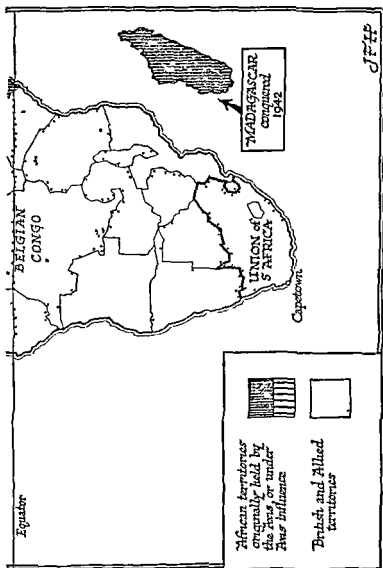 Equator
BELGIAN
CONGO
MADAGASCAR
conquered
1942
UNION of
S AFRICA
Capetown
African territories
originally held by
the Axis, or under
Axis influence
British and Allied
territories
JFH